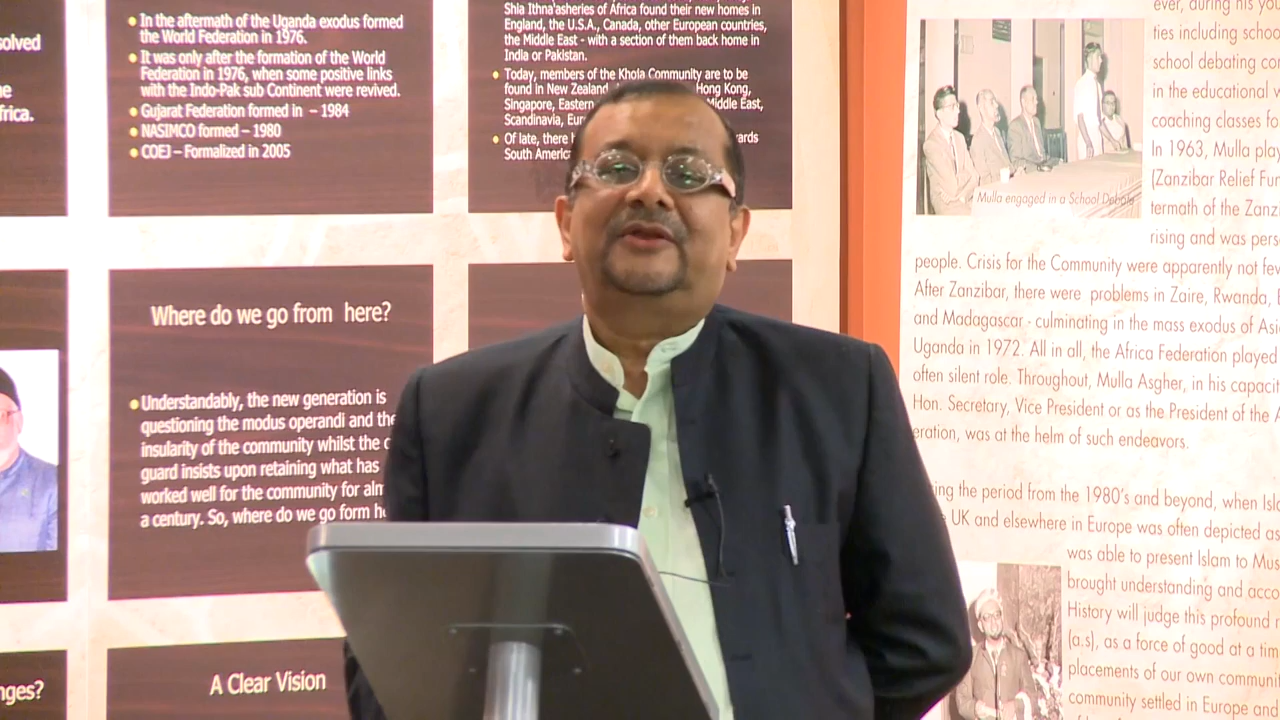 solved
e
frica.
In the aftermath of the Uganda exodus formed
the World Federation in 1976.
It was only after the formation of the World
Federation in 1976, when some positive links
with the Indo-Pak sub Continent were revived.
Gujarat Federation formed in – 1984
NASIMCO formed – 1980
COEJ – Formalized in 2005
Shia Ithna'asheries of Africa found their new homes in
England, the U.S.A., Canada, other European countries,
the Middle East - with a section of them back home in
India or Pakistan.
Today, members of the Khoja Community are to be
found in New Zealand, Hong Kong,
Singapore, Eastern Middle East,
Scandinavia, Eur
Of late, there wards
South America
Where do we go from here?
Understandably, the new generation is
questioning the modus operandi and the
insularity of the community whilst the
guard insists upon retaining what has
worked well for the community for alm
a century. So, where do we go form he
nges?
A Clear Vision
ever, during his you
ties including schoo
school debating co
in the educational w
coaching classes fo
In 1963, Mulla play
(Zanzibar Relief Fun
termath of the Zanz
rising and was pers
Mulla engaged in a School Debate
people. Crisis for the Community were apparently not few
After Zanzibar, there were problems in Zaire, Rwanda,
and Madagascar - culminating in the mass exodus of Asi
Uganda in 1972. All in all, the Africa Federation played
often silent role. Throughout, Mulla Asgher, in his capacit
Hon. Secretary, Vice President or as the President of the A
eration, was at the helm of such endeavors.
ing the period from the 1980's and beyond, when Isla
UK and elsewhere in Europe was often depicted as
was able to present Islam to Mus
brought understanding and acco
History will judge this profound
(a.s), as a force of good at a tim
placements of our own communit
community settled in Europe and